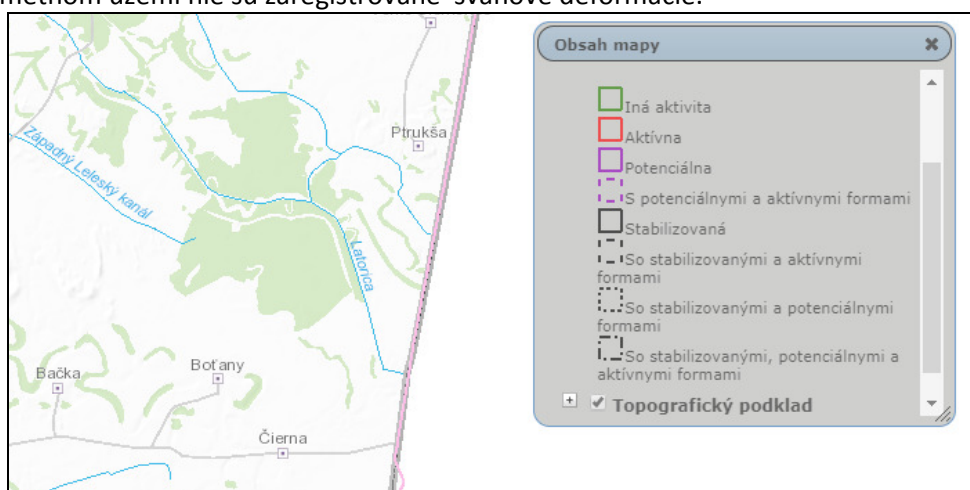 nie sú zaregistrované svahové deformácie.
Obsah mapy
Iná aktivita
Aktívna
Potenciálna
S potenciálnymi a aktívnymi formami
Stabilizovaná
So stabilizovanými a aktívnymi
formami
So stabilizovanými a potenciálnymi
formami
So stabilizovanými, potenciálnymi a
aktívnymi formami
Topografický podklad
Ptrukša
Západný Leleský kanál
Latorica
Boťany
Bačka
Čierna